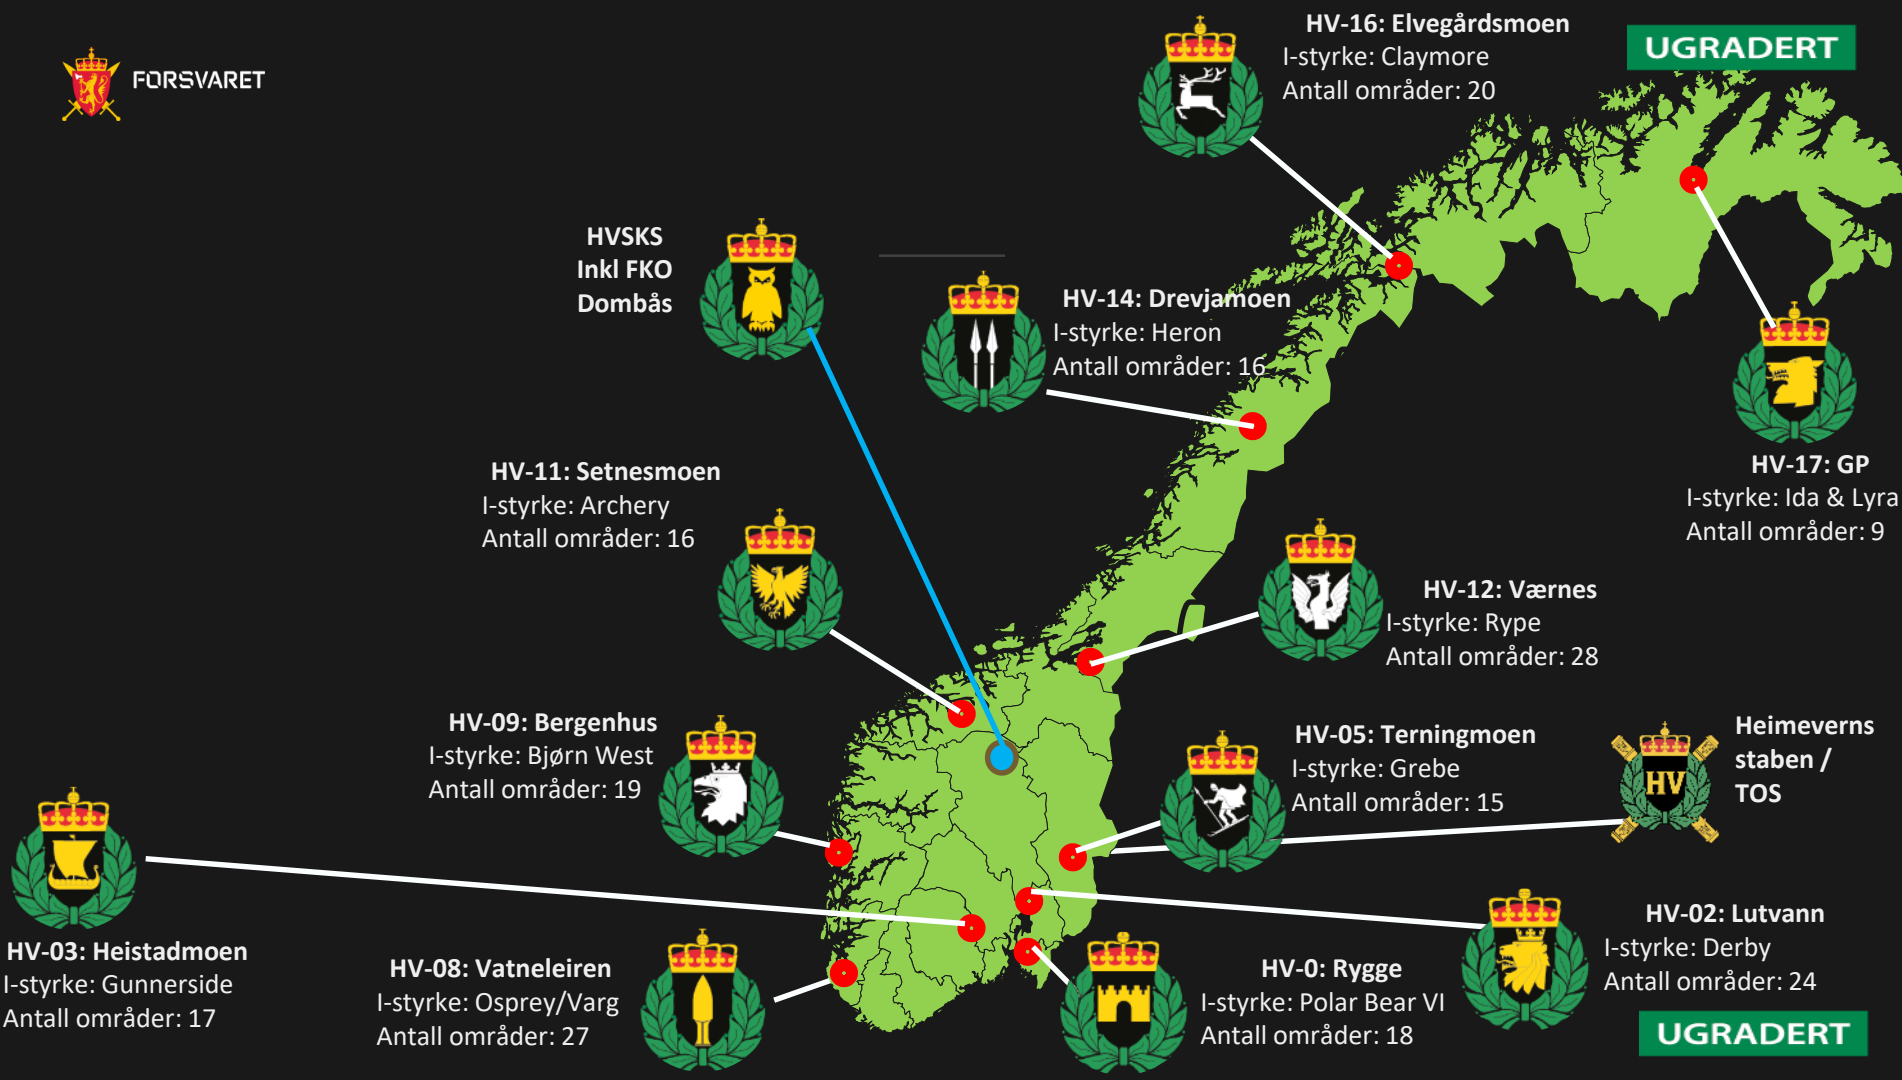 FORSVARET
UGRADERT
HV-16: Elvegårdsmoen
I-styrke: Claymore
Antall områder: 20
HVSKS
Inkl FKO
Dombås
HV-14: Drevjamoen
I-styrke: Heron
Antall områder: 16
HV-17: GP
I-styrke: Ida & Lyra
Antall områder: 9
HV-11: Setnesmoen
I-styrke: Archery
Antall områder: 16
HV-12: Værnes
I-styrke: Rype
Antall områder: 28
HV-09: Bergenhus
I-styrke: Bjørn West
Antall områder: 19
HV-05: Terningmoen
I-styrke: Grebe
Antall områder: 15
HV
Heimeverns
staben /
TOS
HV-03: Heistadmoen
I-styrke: Gunnerside
Antall områder: 17
HV-08: Vatneleiren
I-styrke: Osprey/Varg
Antall områder: 27
HV-0: Rygge
I-styrke: Polar Bear VI
Antall områder: 18
HV-02: Lutvann
I-styrke: Derby
Antall områder: 24
UGRADERT